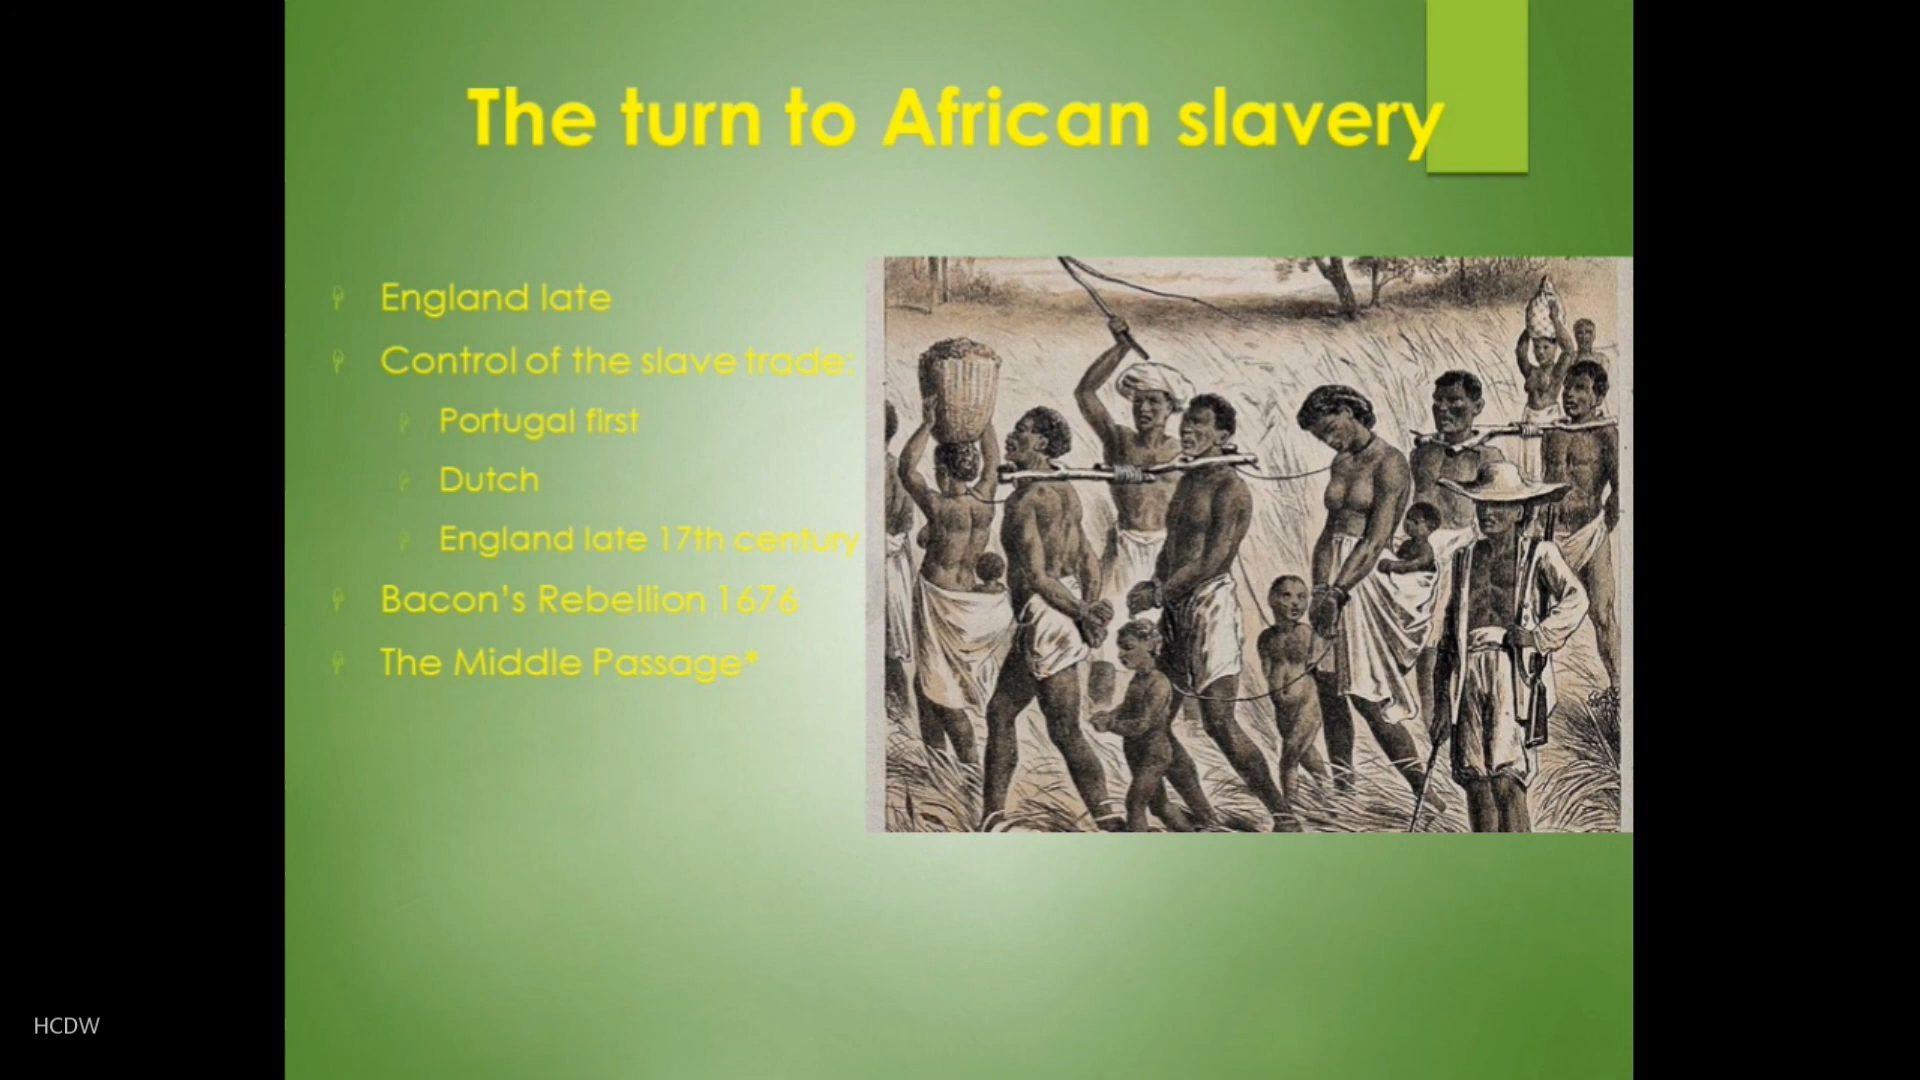 The turn to African slavery
England late
Control of the slave trade:
Portugal first
Dutch
England late 17th century
Bacon's Rebellion 1676
The Middle Passage*
HCDW